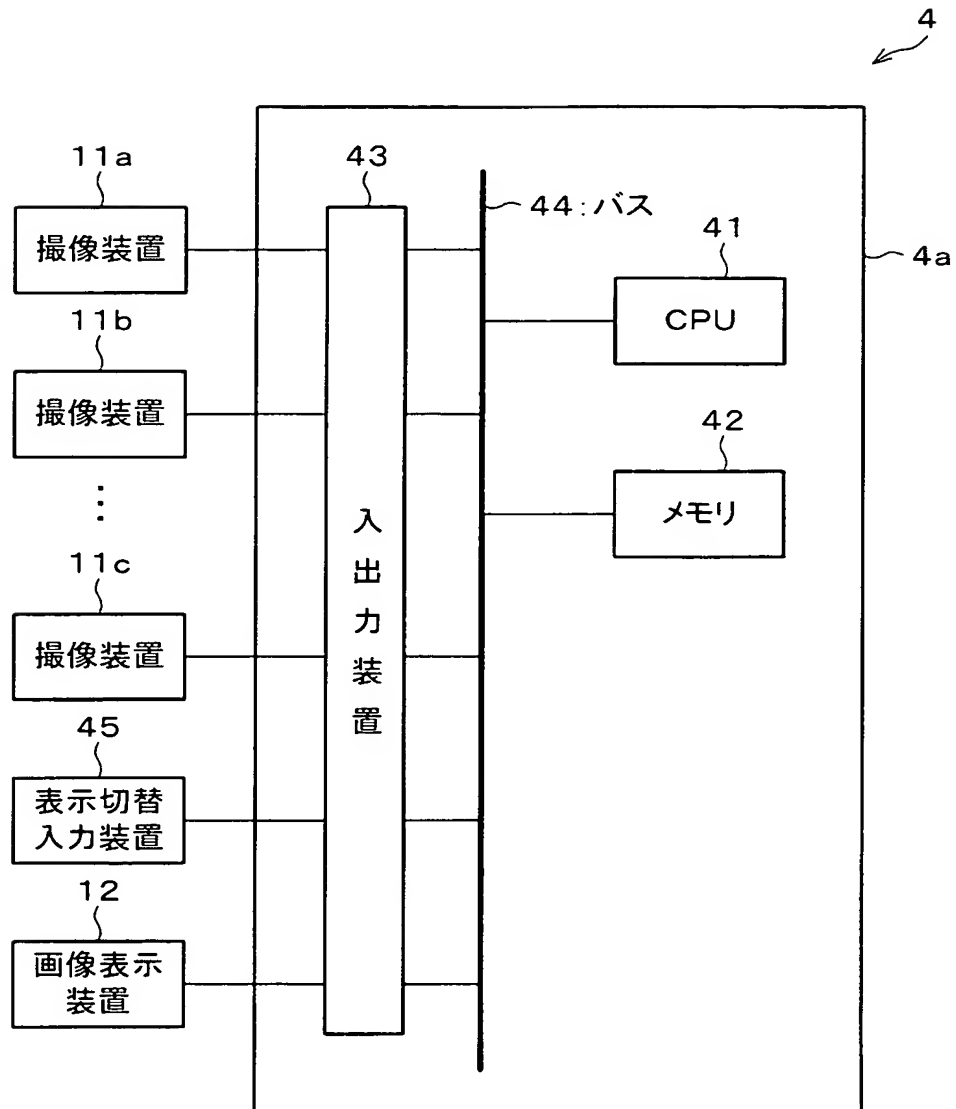 4
11a
撮像装置
43
44:バス
41
CPU
4a
11b
撮像装置
42
メモリ
⋮
11c
撮像装置
入出力装置
45
表示切替
入力装置
12
画像表示
装置